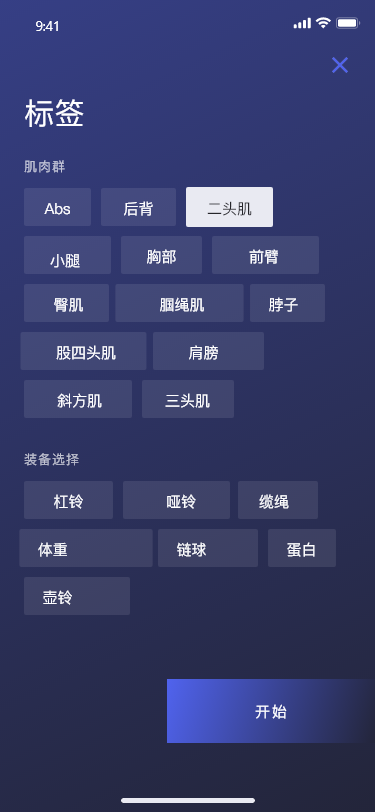 9:41
标签
肌肉群
Abs 后背 二头肌
小腿 胸部 前臂
臀肌 腘绳肌 脖子
股四头肌 肩膀
斜方肌 三头肌
装备选择
杠铃 哑铃 缆绳
体重 链球 蛋白
壶铃
开始